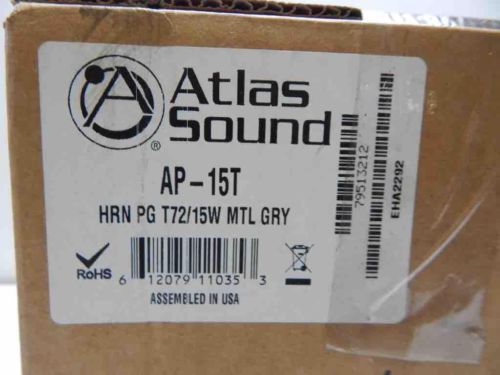 Atlas
Sound
®
AP-15T
HRN PG T72/15W MTL GRY
RoHS
6 12079 11035 3
ASSEMBLED IN USA
79513212
EHA2292